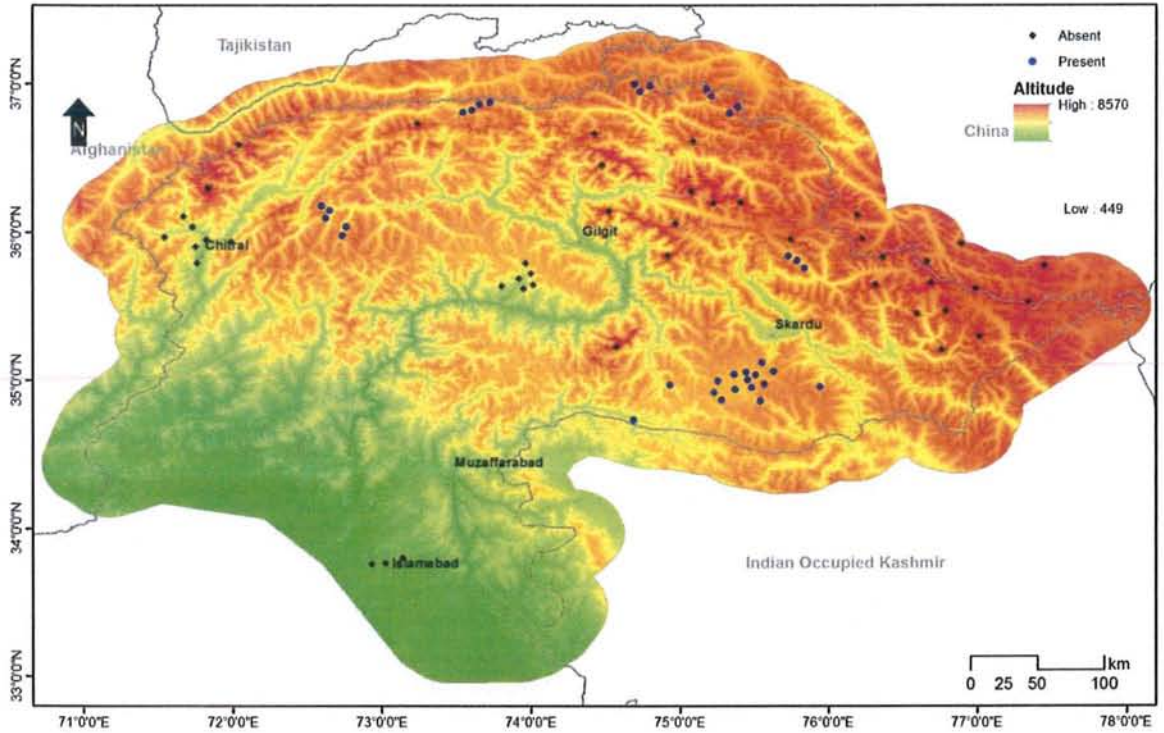 Tajikistan
Absent
Present
Altitude
High : 8570
China
Low : 449
N
Afghanistan
Chitral
Gilgit
Skardu
Muzaffarabad
Islamabad
Indian Occupied Kashmir
km
0 25 50 100
37°0'0"N
36°0'0"N
35°0'0"N
34°0'0"N
33°0'0"N
71°0'0"E 72°0'0"E 73°0'0"E 74°0'0"E 75°0'0"E 76°0'0"E 77°0'0"E 78°0'0"E